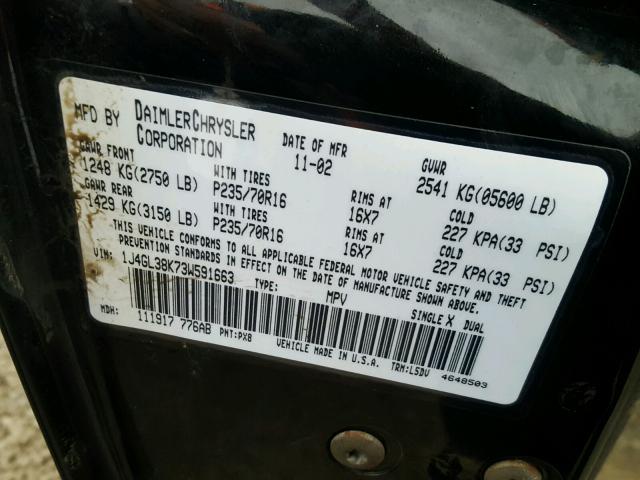 MFD BY DAIMLERCHRYSLER CORPORATION DATE OF MFR 11-02 GVWR 2541 KG(05600 LB)
GAWR FRONT WITH TIRES RIMS AT COLD
1248 KG(2750 LB) P235/70R16 16X7 227 KPA(33 PSI)
GAWR REAR WITH TIRES RIMS AT COLD
1429 KG(3150 LB) P235/70R16 16X7 227 KPA(33 PSI)
THIS VEHICLE CONFORMS TO ALL APPLICABLE FEDERAL MOTOR VEHICLE SAFETY AND THEFT
PREVENTION STANDARDS IN EFFECT ON THE DATE OF MANUFACTURE SHOWN ABOVE.
VIN: 1J4GL38K73W591663 TYPE: MPV SINGLE X DUAL
MDH: 111917 776AB PNT:PX8 VEHICLE MADE IN U.S.A. TRM:L5DV 4648503